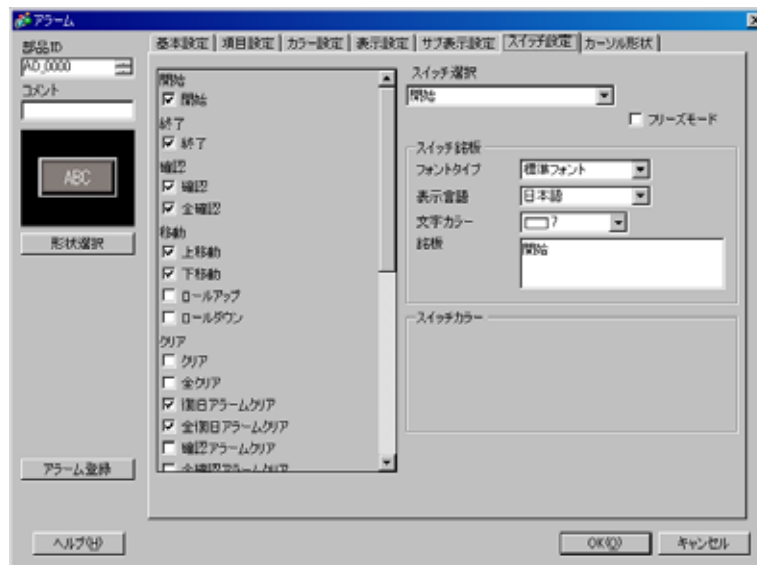 アラーム
部品ID
AD_0000
コメント
ABC
形状選択
アラーム登録
ヘルプ(H)
基本設定
項目設定
カラー設定
表示設定
サブ表示設定
スイッチ設定
カーソル形状
開始
開始
終了
終了
確認
確認
全確認
移動
上移動
下移動
ロールアップ
ロールダウン
クリア
クリア
全クリア
復旧アラームクリア
全復旧アラームクリア
確認アラームクリア
全確認アラームクリア
スイッチ選択
開始
フリーズモード
スイッチ銘板
フォントタイプ
標準フォント
表示言語
日本語
文字カラー
7
銘板
開始
スイッチカラー
OK(O)
キャンセル